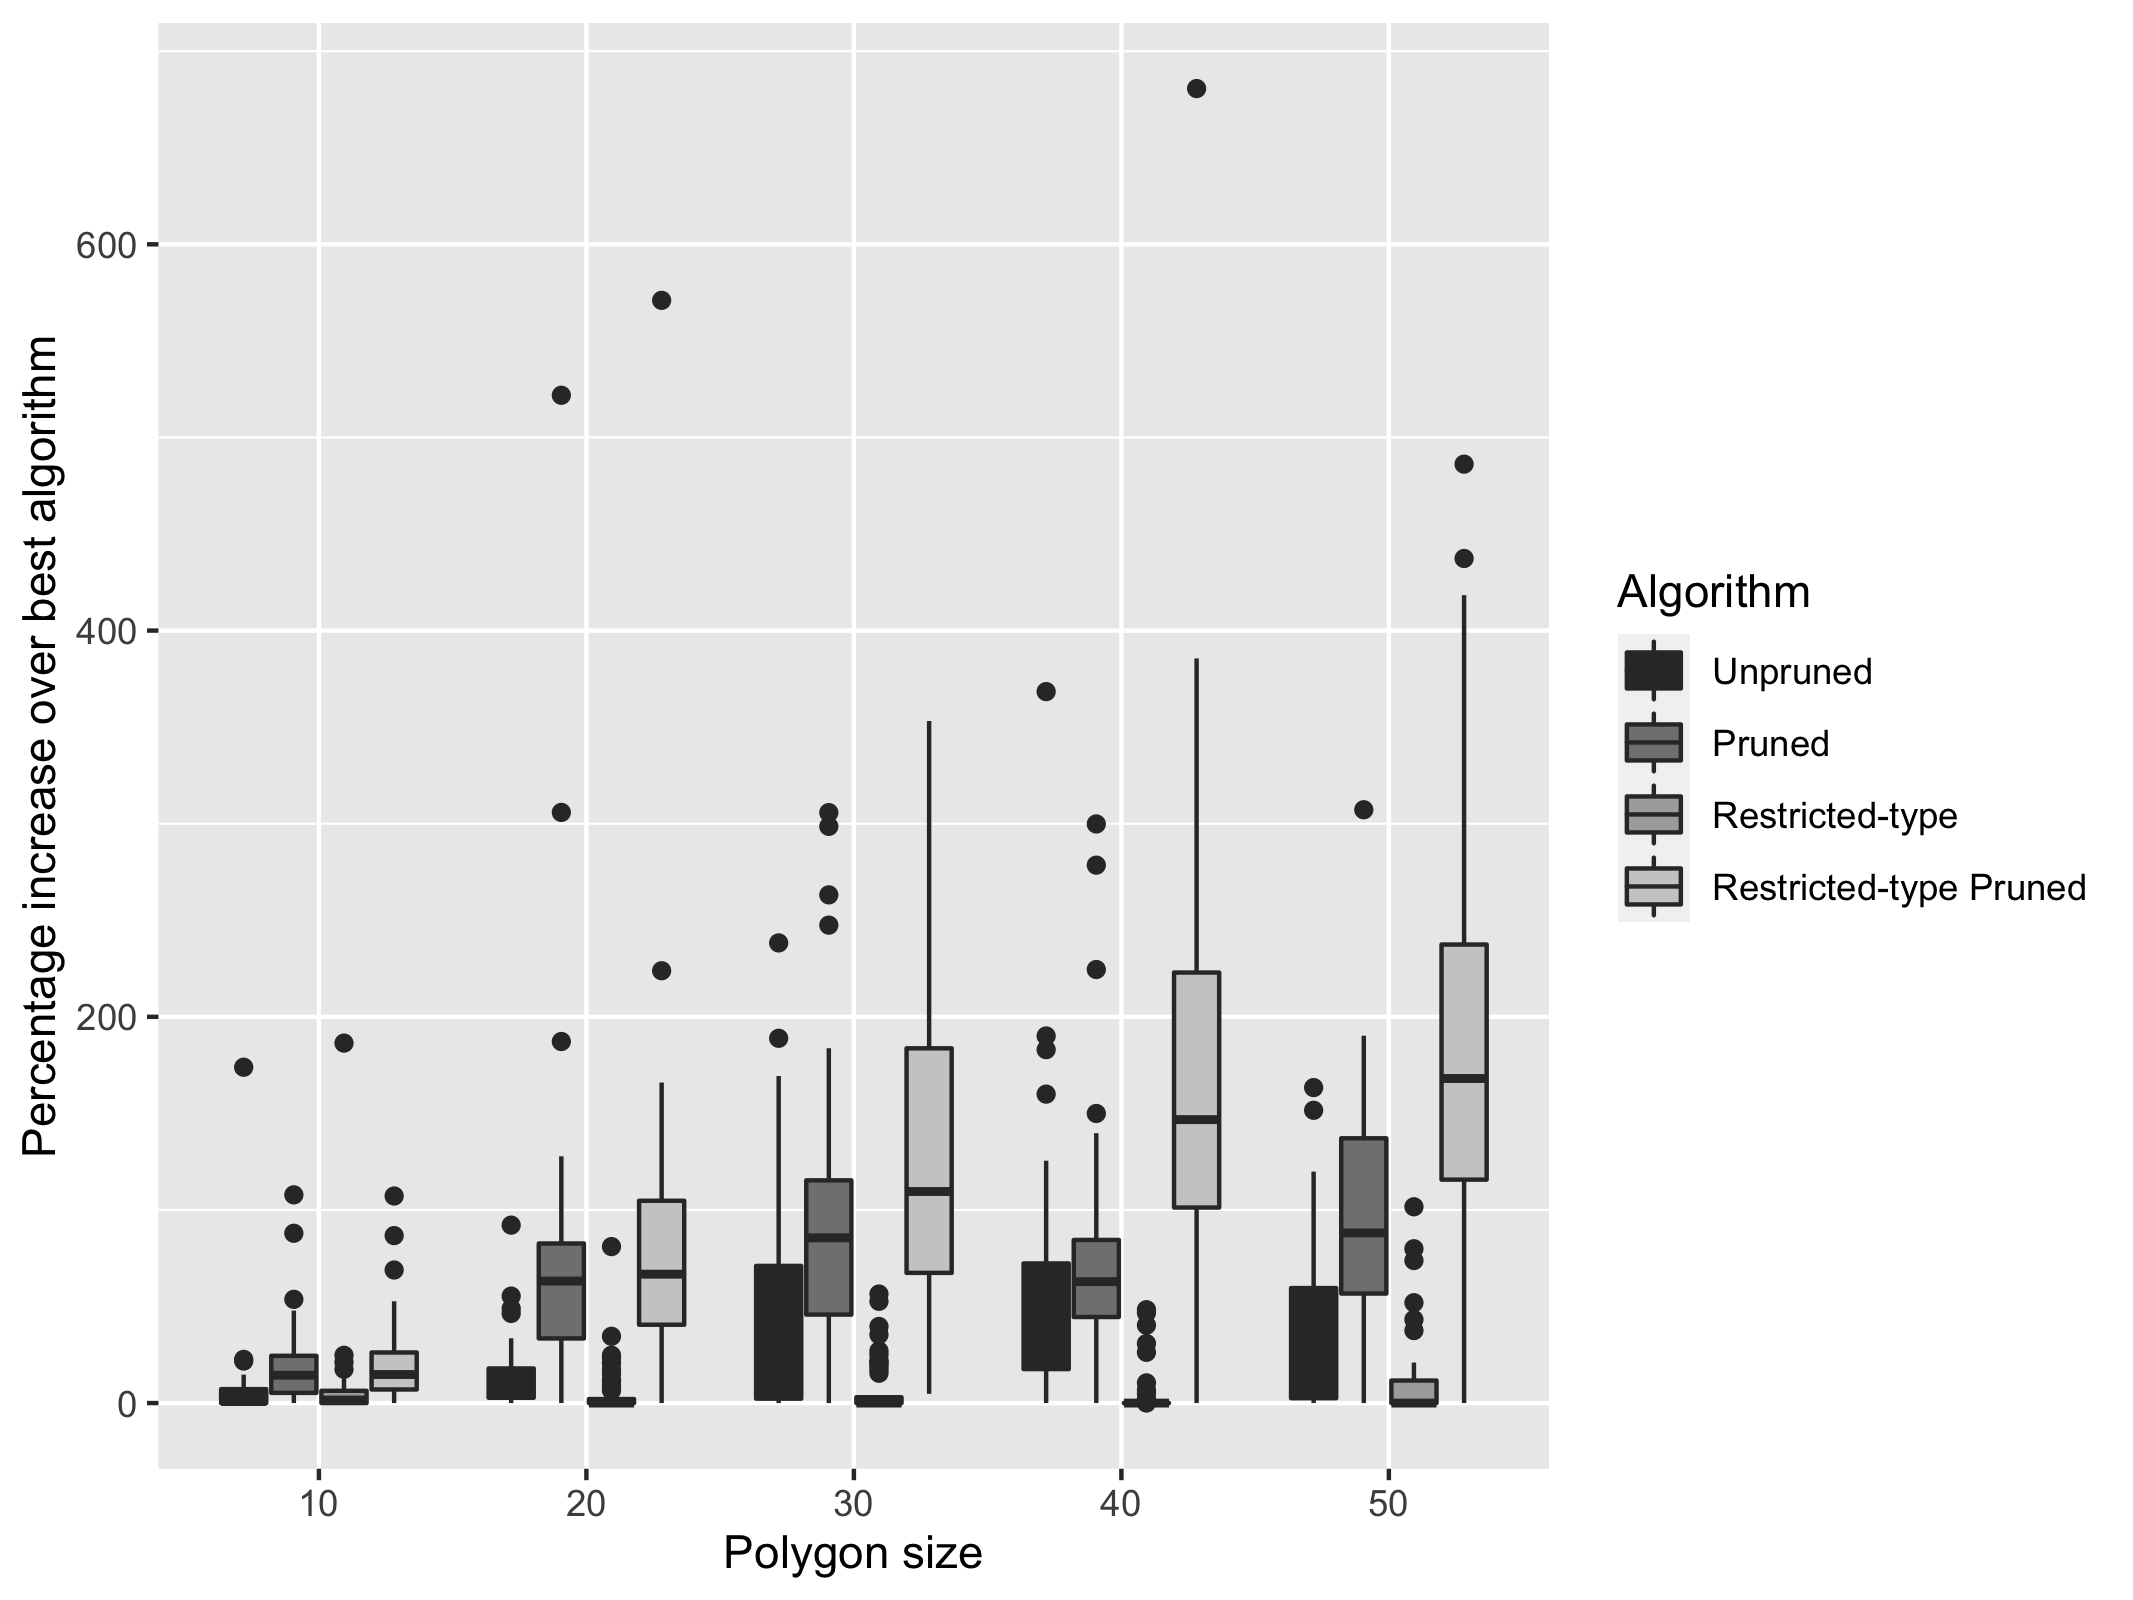 Percentage increase over best algorithm
600
400
200
0
10 20 30 40 50
Polygon size
Algorithm
Unpruned
Pruned
Restricted-type
Restricted-type Pruned